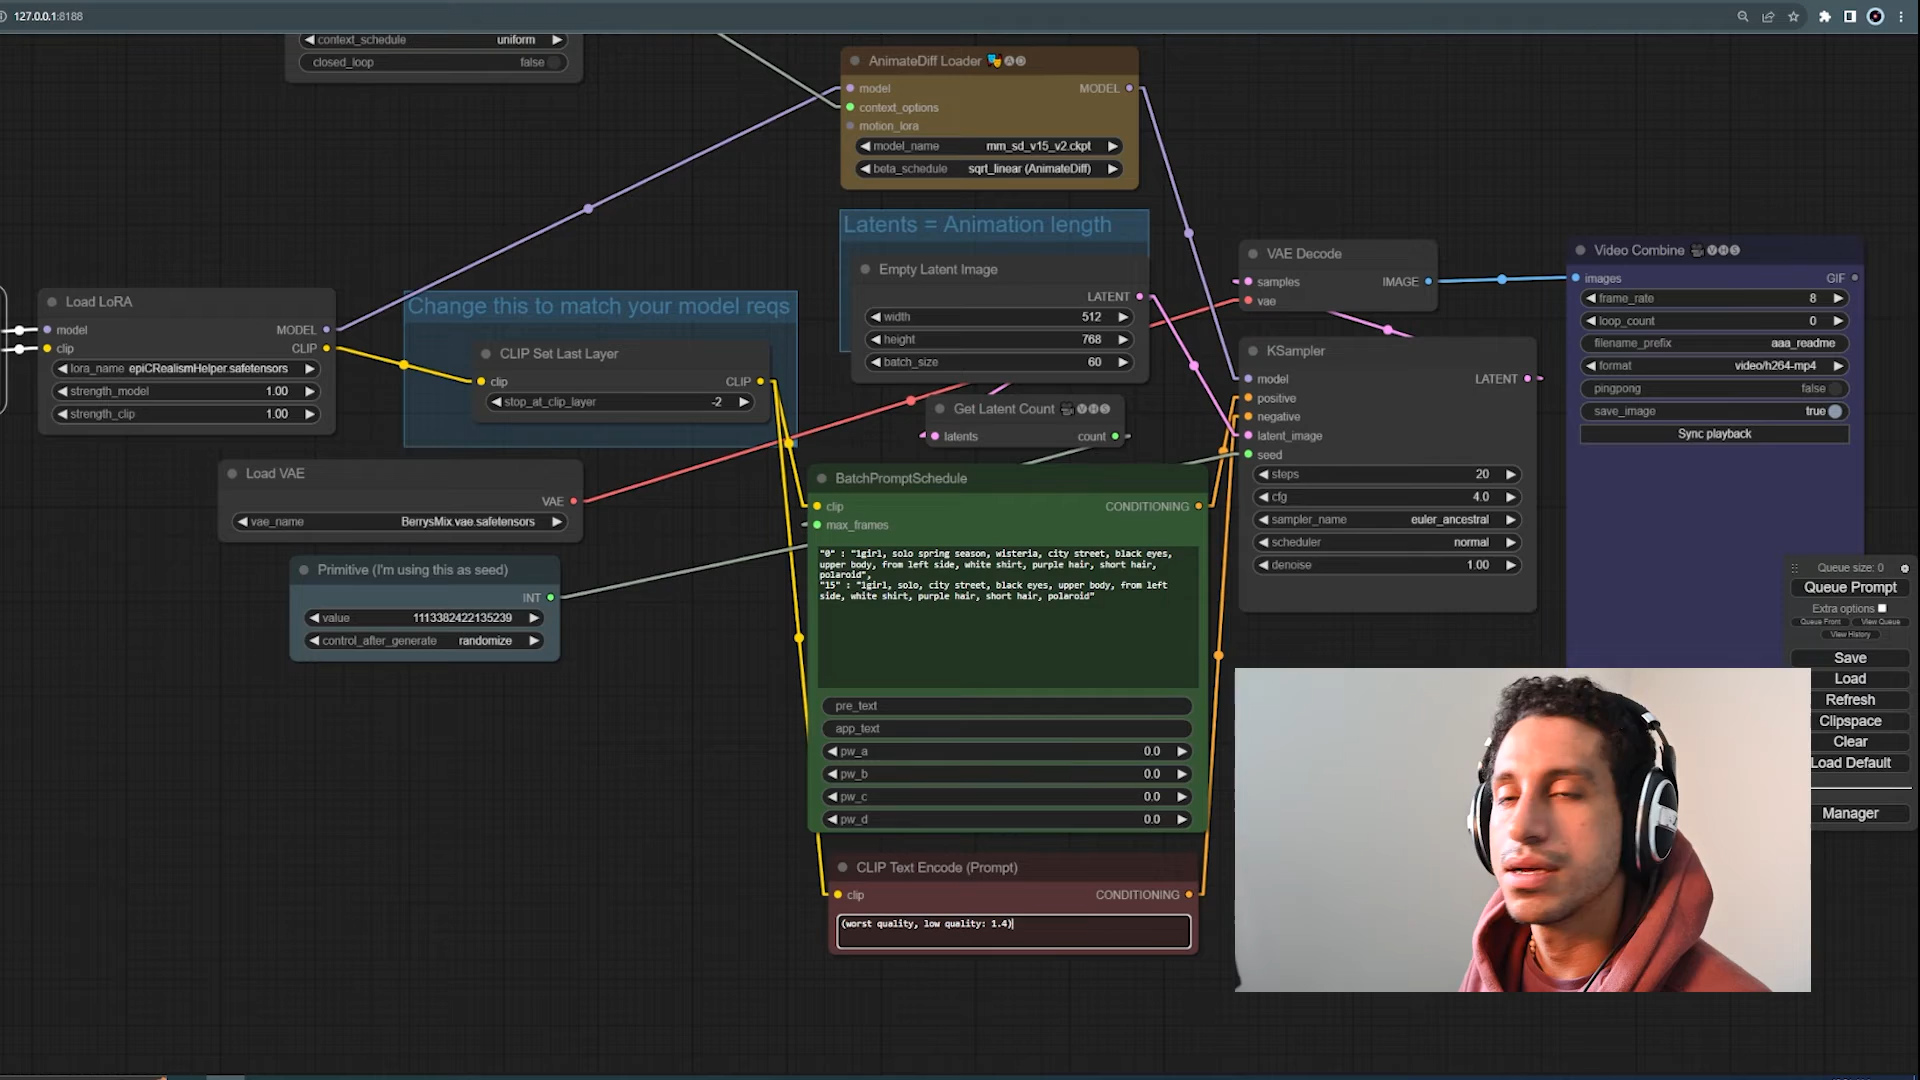 127.0.0.1:8188
context_schedule uniform
closed_loop false
AnimateDiff Loader
model MODEL
context_options
motion_lora
model_name mm_sd_v15_v2.ckpt
beta_schedule sqrt_linear (AnimateDiff)
Latents = Animation length
Empty Latent Image
LATENT
width 512
height 768
batch_size 60
VAE Decode
samples IMAGE
vae
Video Combine VHS
images GIF
frame_rate 8
loop_count 0
filename_prefix aaa_readme
format video/h264-mp4
pingpong false
save_image true
Sync playback
Load LoRA
model MODEL
clip CLIP
lora_name epiCRealismHelper.safetensors
strength_model 1.00
strength_clip 1.00
Change this to match your model reqs
CLIP Set Last Layer
clip CLIP
stop_at_clip_layer -2
KSampler
model LATENT
positive
negative
latent_image
seed
steps 20
cfg 4.0
sampler_name euler_ancestral
scheduler normal
denoise 1.00
Get Latent Count VHS
latents count
Load VAE
VAE
vae_name BerrysMix.vae.safetensors
Primitive (I'm using this as seed)
INT
value 1113382422135239
control_after_generate randomize
BatchPromptSchedule
clip CONDITIONING
max_frames
"0" : "1girl, solo spring season, wisteria, city street, black eyes,
upper body, from left side, white shirt, purple hair, short hair,
polaroid",
"15" : "1girl, solo, city street, black eyes, upper body, from left
side, white shirt, purple hair, short hair, polaroid"
pre_text
app_text
pw_a 0.0
pw_b 0.0
pw_c 0.0
pw_d 0.0
CLIP Text Encode (Prompt)
clip CONDITIONING
(worst quality, low quality: 1.4)
Queue size: 0
Queue Prompt
Extra options
Queue Front View Queue
View History
Save
Load
Refresh
Clipspace
Clear
Load Default
Manager